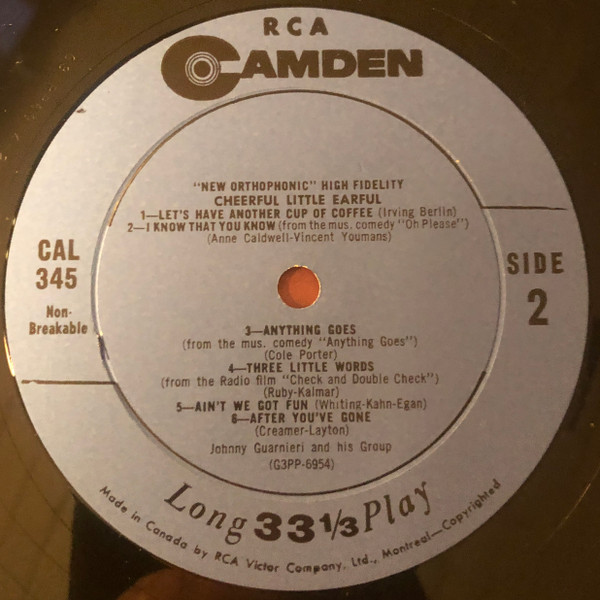 RCA
CAMDEN
"NEW ORTHOPHONIC" HIGH FIDELITY
CHEERFUL LITTLE EARFUL
1—LET'S HAVE ANOTHER CUP OF COFFEE (Irving Berlin)
2—I KNOW THAT YOU KNOW (from the mus. comedy "Oh Please")
(Anne Caldwell-Vincent Youmans)
CAL
345
Non-
Breakable
SIDE
2
3—ANYTHING GOES
(from the mus. comedy "Anything Goes")
(Cole Porter)
4—THREE LITTLE WORDS
(from the Radio film "Check and Double Check")
(Ruby-Kalmar)
5—AIN'T WE GOT FUN (Whiting-Kahn-Egan)
6—AFTER YOU'VE GONE
(Creamer-Layton)
Johnny Guarnieri and his Group
(G3PP-6954)
Long 33 1/3 Play
Made in Canada by RCA Victor Company, Ltd., Montreal—Copyrighted